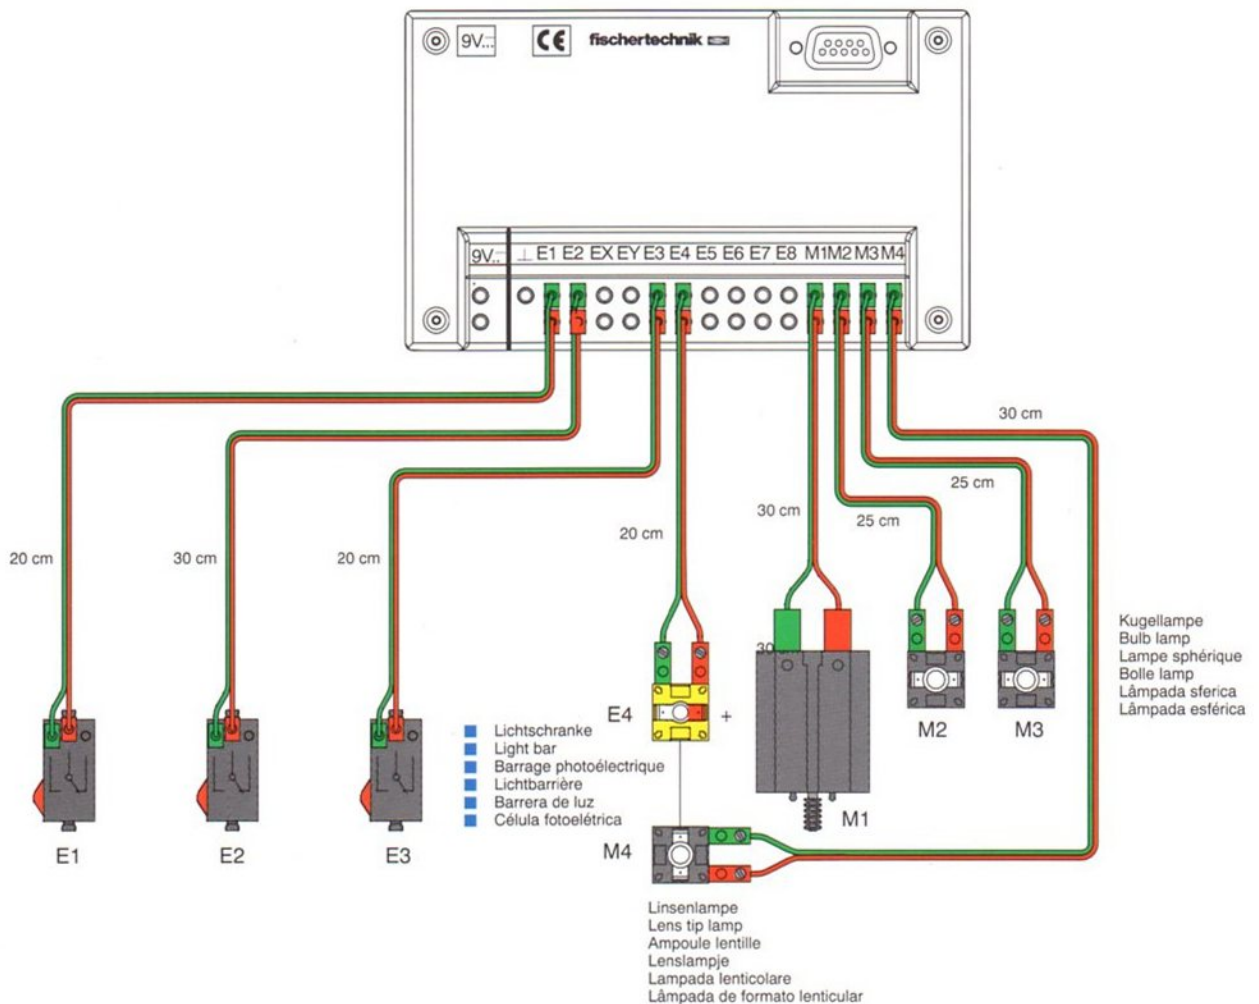 9V... CE fischertechnik
9V... ⊥ E1 E2 EX EY E3 E4 E5 E6 E7 E8 M1 M2 M3 M4
30 cm
25 cm
30 cm
25 cm
20 cm
20 cm
30 cm
20 cm
Kugellampe
Bulb lamp
Lampe sphérique
Bolle lamp
Lâmpada sferica
Lâmpada esférica
30 cm
E4
+
M2
M3
Lichtschranke
Light bar
Barrage photoélectrique
Lichtbarrière
Barrera de luz
Célula fotoelétrica
M1
E1
E2
E3
M4
Linsenlampe
Lens tip lamp
Ampoule lentille
Lenslampje
Lampada lenticolare
Lâmpada de formato lenticular